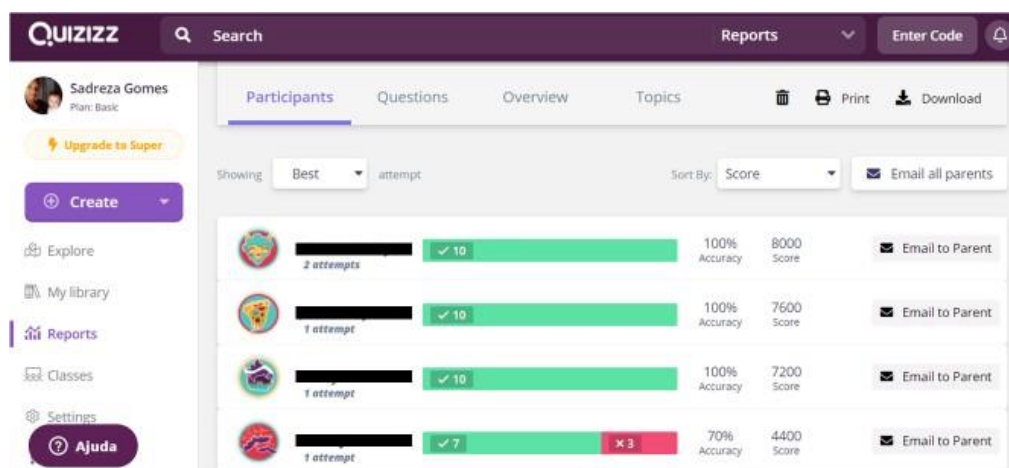 QUIZIZZ
Search
Reports
Enter Code
Sadreza Gomes
Plan: Basic
Upgrade to Super
Create
Explore
My library
Reports
Classes
Settings
Ajuda
Participants Questions Overview Topics Print Download
Showing Best attempt Sort By: Score Email all parents
10 100% 8000 Email to Parent
2 attempts Accuracy Score
10 100% 7600 Email to Parent
1 attempt Accuracy Score
10 100% 7200 Email to Parent
1 attempt Accuracy Score
7 3 70% 4400 Email to Parent
1 attempt Accuracy Score